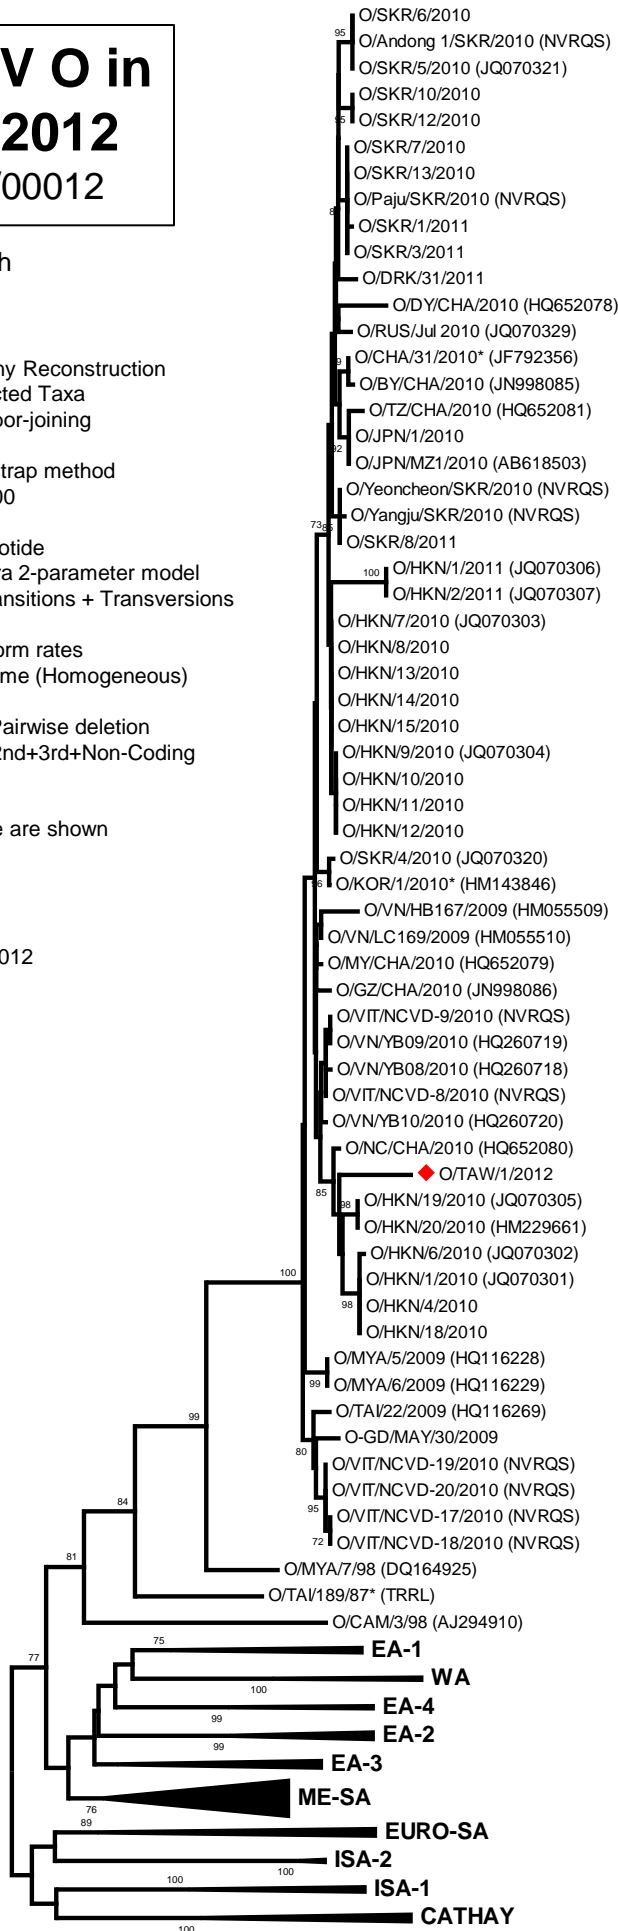 V O in
2012
/00012
h
ny Reconstruction
cted Taxa
bor-joining
trap method
00
otide
ra 2-parameter model
ansitions + Transversions
orm rates
me (Homogeneous)
Pairwise deletion
2nd+3rd+Non-Coding
e are shown
012
O/SKR/6/2010
95
O/Andong 1/SKR/2010 (NVRQS)
O/SKR/5/2010 (JQ070321)
O/SKR/10/2010
95
O/SKR/12/2010
O/SKR/7/2010
O/SKR/13/2010
O/Paju/SKR/2010 (NVRQS)
O/SKR/1/2011
O/SKR/3/2011
O/DRK/31/2011
O/DY/CHA/2010 (HQ652078)
O/RUS/Jul 2010 (JQ070329)
O/CHA/31/2010* (JF792356)
O/BY/CHA/2010 (JN998085)
O/TZ/CHA/2010 (HQ652081)
O/JPN/1/2010
92
O/JPN/MZ1/2010 (AB618503)
O/Yeoncheon/SKR/2010 (NVRQS)
O/Yangju/SKR/2010 (NVRQS)
73
O/SKR/8/2011
O/HKN/1/2011 (JQ070306)
100
O/HKN/2/2011 (JQ070307)
O/HKN/7/2010 (JQ070303)
O/HKN/8/2010
O/HKN/13/2010
O/HKN/14/2010
O/HKN/15/2010
O/HKN/9/2010 (JQ070304)
O/HKN/10/2010
O/HKN/11/2010
O/HKN/12/2010
O/SKR/4/2010 (JQ070320)
O/KOR/1/2010* (HM143846)
O/VN/HB167/2009 (HM055509)
O/VN/LC169/2009 (HM055510)
O/MY/CHA/2010 (HQ652079)
O/GZ/CHA/2010 (JN998086)
O/VIT/NCVD-9/2010 (NVRQS)
O/VN/YB09/2010 (HQ260719)
O/VN/YB08/2010 (HQ260718)
O/VIT/NCVD-8/2010 (NVRQS)
O/VN/YB10/2010 (HQ260720)
O/NC/CHA/2010 (HQ652080)
O/TAW/1/2012
85
O/HKN/19/2010 (JQ070305)
98
O/HKN/20/2010 (HM229661)
O/HKN/6/2010 (JQ070302)
O/HKN/1/2010 (JQ070301)
100
O/HKN/4/2010
98
O/HKN/18/2010
O/MYA/5/2009 (HQ116228)
O/MYA/6/2009 (HQ116229)
99
O/TAI/22/2009 (HQ116269)
99
O-GD/MAY/30/2009
80
O/VIT/NCVD-19/2010 (NVRQS)
O/VIT/NCVD-20/2010 (NVRQS)
84
95
O/VIT/NCVD-17/2010 (NVRQS)
72
O/VIT/NCVD-18/2010 (NVRQS)
81
O/MYA/7/98 (DQ164925)
O/TAI/189/87* (TRRL)
O/CAM/3/98 (AJ294910)
75
EA-1
77
WA
100
EA-4
99
EA-2
99
EA-3
ME-SA
76
89
EURO-SA
ISA-2
100
100
ISA-1
CATHAY
100